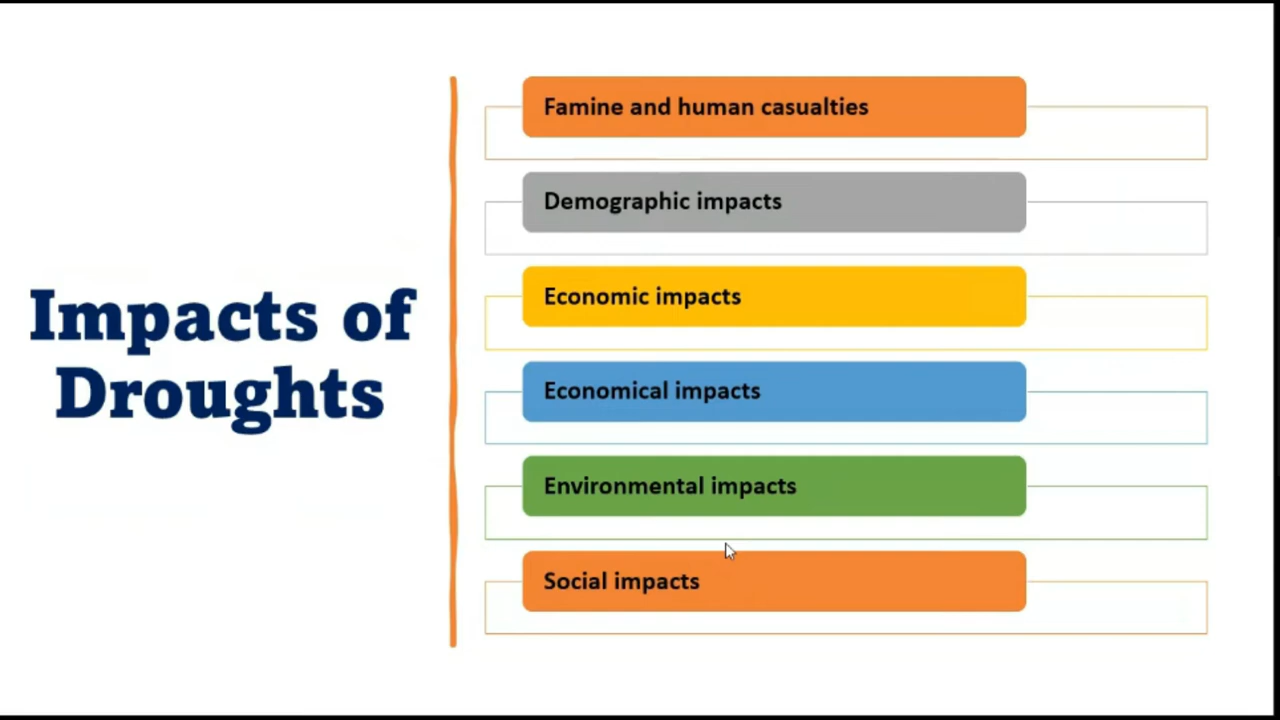 Impacts of
Droughts
Famine and human casualties
Demographic impacts
Economic impacts
Economical impacts
Environmental impacts
Social impacts